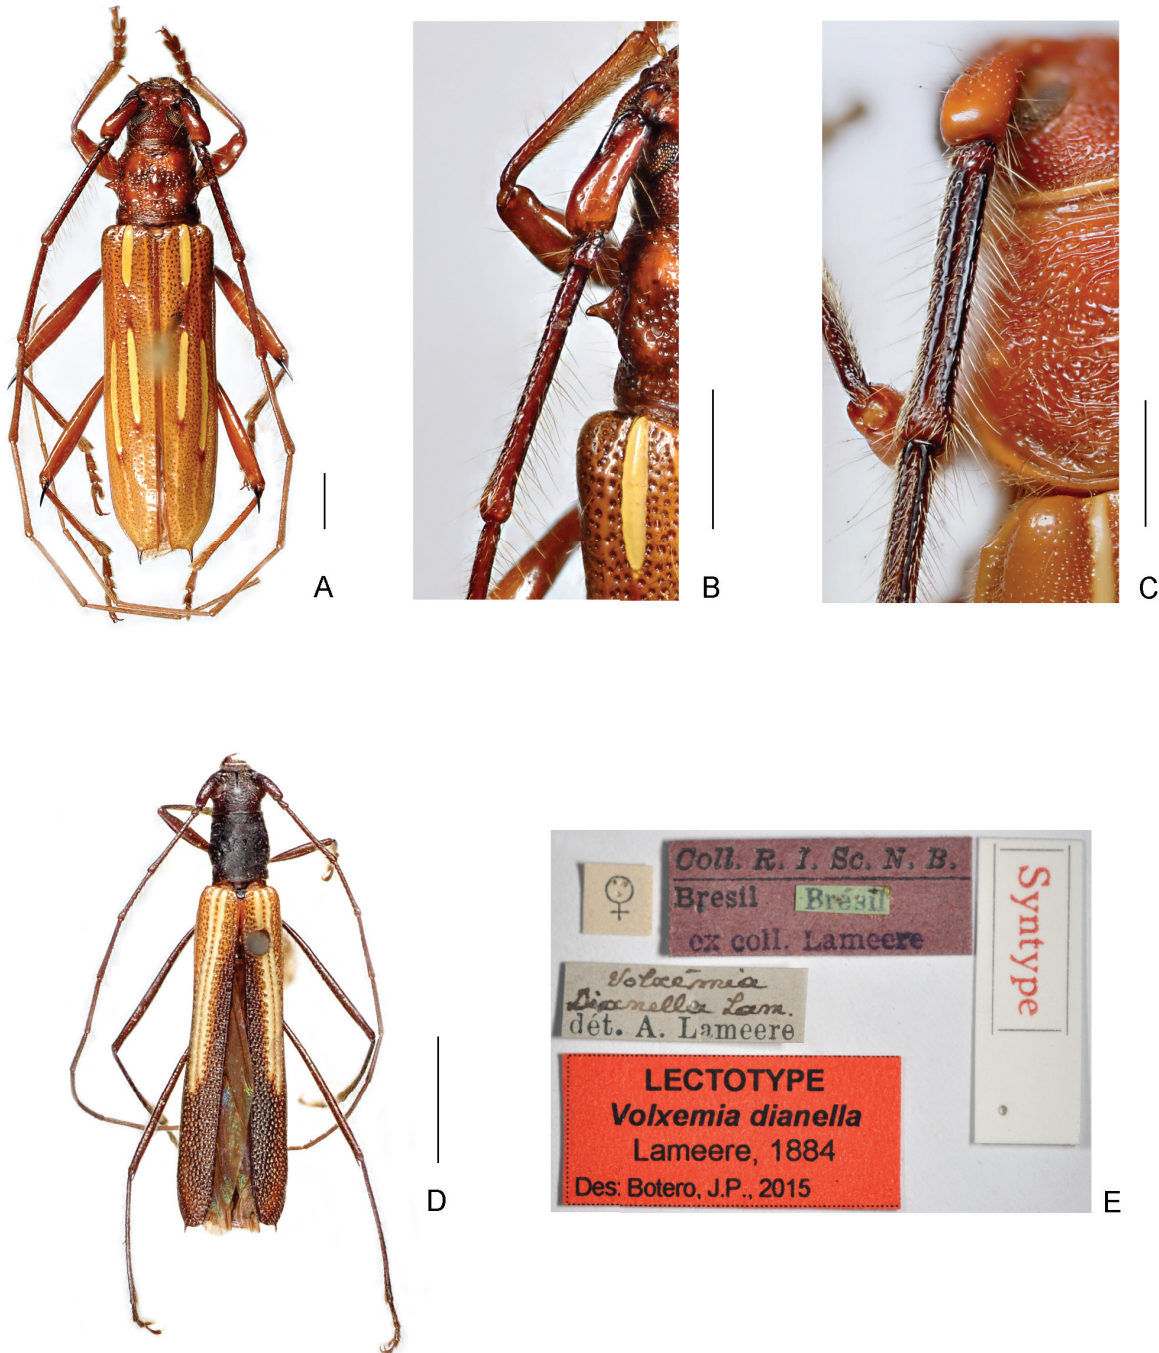 A
B
C
D
♀
Coll. R. I. Sc. N. B.
Bresil Brésil
ex coll. Lameere
Volxemia
Dianella Lam.
dét. A. Lameere
LECTOTYPE
Volxemia dianella
Lameere, 1884
Des: Botero, J.P., 2015
Syntype
E